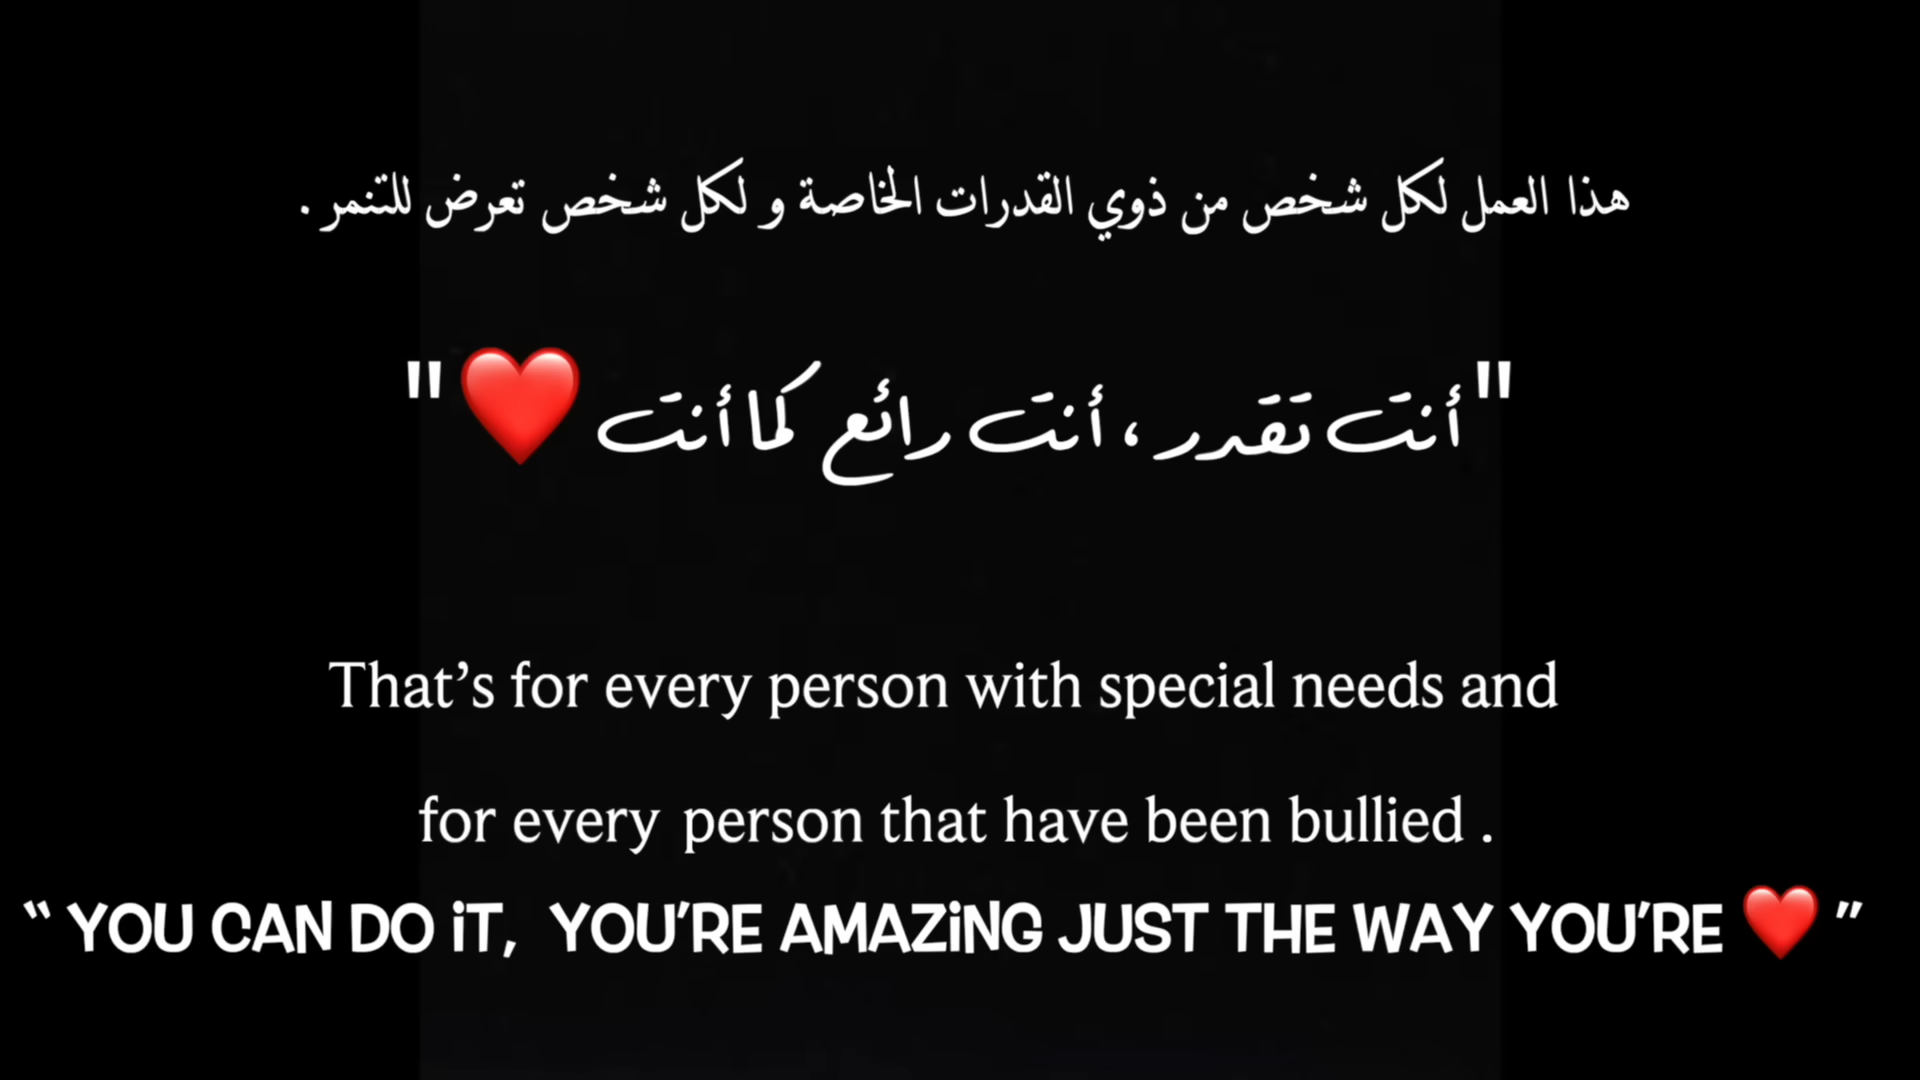 هذا العمل لكل شخص من ذوي القدرات الخاصة و لكل شخص تعرض للتنمر .
"أنت تقدر ، أنت رائع كما أنت ❤️"
That’s for every person with special needs and
for every person that have been bullied .
“ YOU CAN DO iT, YOU’RE AMAZiNG JUST THE WAY YOU’RE ❤️ ”